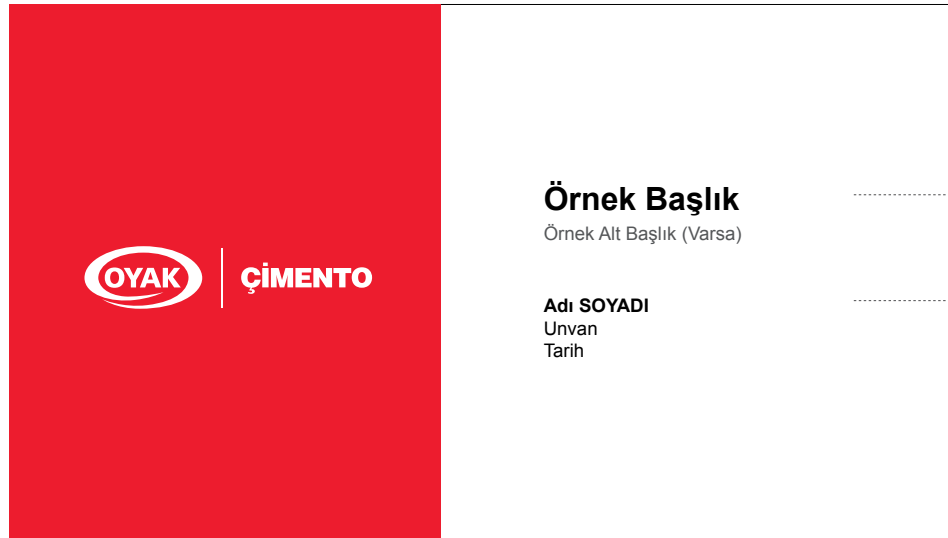 OYAK
ÇİMENTO
Örnek Başlık
Örnek Alt Başlık (Varsa)
Adı SOYADI
Unvan
Tarih